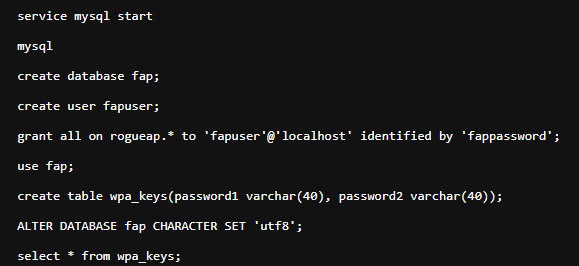 service mysql start
mysql
create database fap;
create user fapuser;
grant all on rogueap.* to 'fapuser'@'localhost' identified by 'fappassword';
use fap;
create table wpa_keys(password1 varchar(40), password2 varchar(40));
ALTER DATABASE fap CHARACTER SET 'utf8';
select * from wpa_keys;